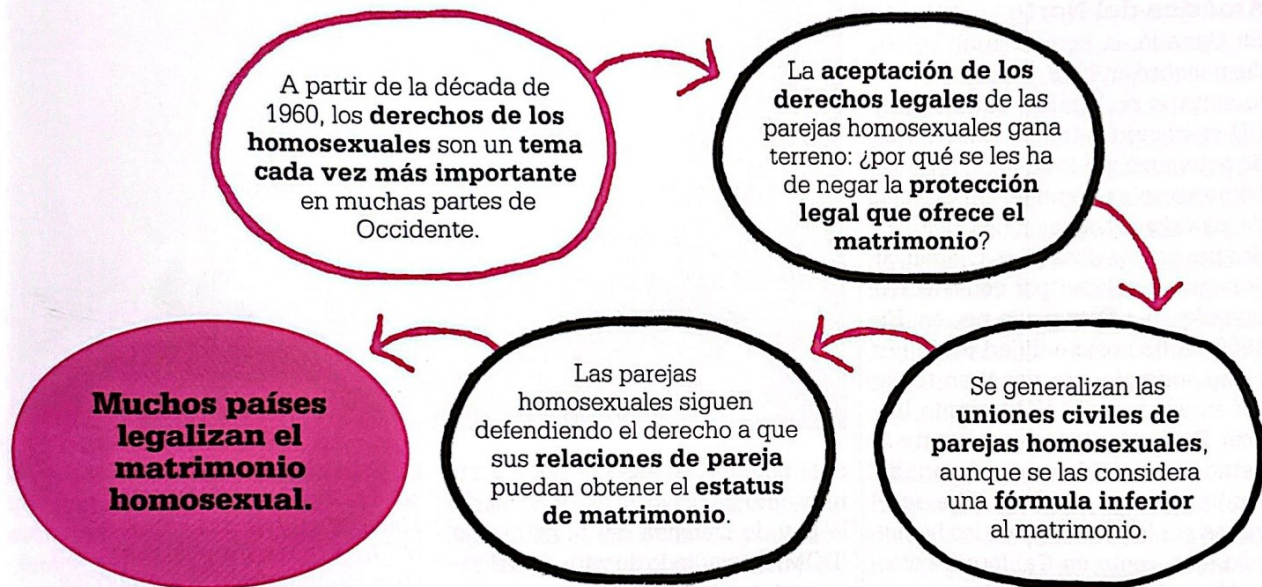 A partir de la década de
1960, los derechos de los
homosexuales son un tema
cada vez más importante
en muchas partes de
Occidente.
La aceptación de los
derechos legales de las
parejas homosexuales gana
terreno: ¿por qué se les ha
de negar la protección
legal que ofrece el
matrimonio?
Se generalizan las
uniones civiles de
parejas homosexuales,
aunque se las considera
una fórmula inferior
al matrimonio.
Las parejas
homosexuales siguen
defendiendo el derecho a que
sus relaciones de pareja
puedan obtener el estatus
de matrimonio.
Muchos países
legalizan el
matrimonio
homosexual.